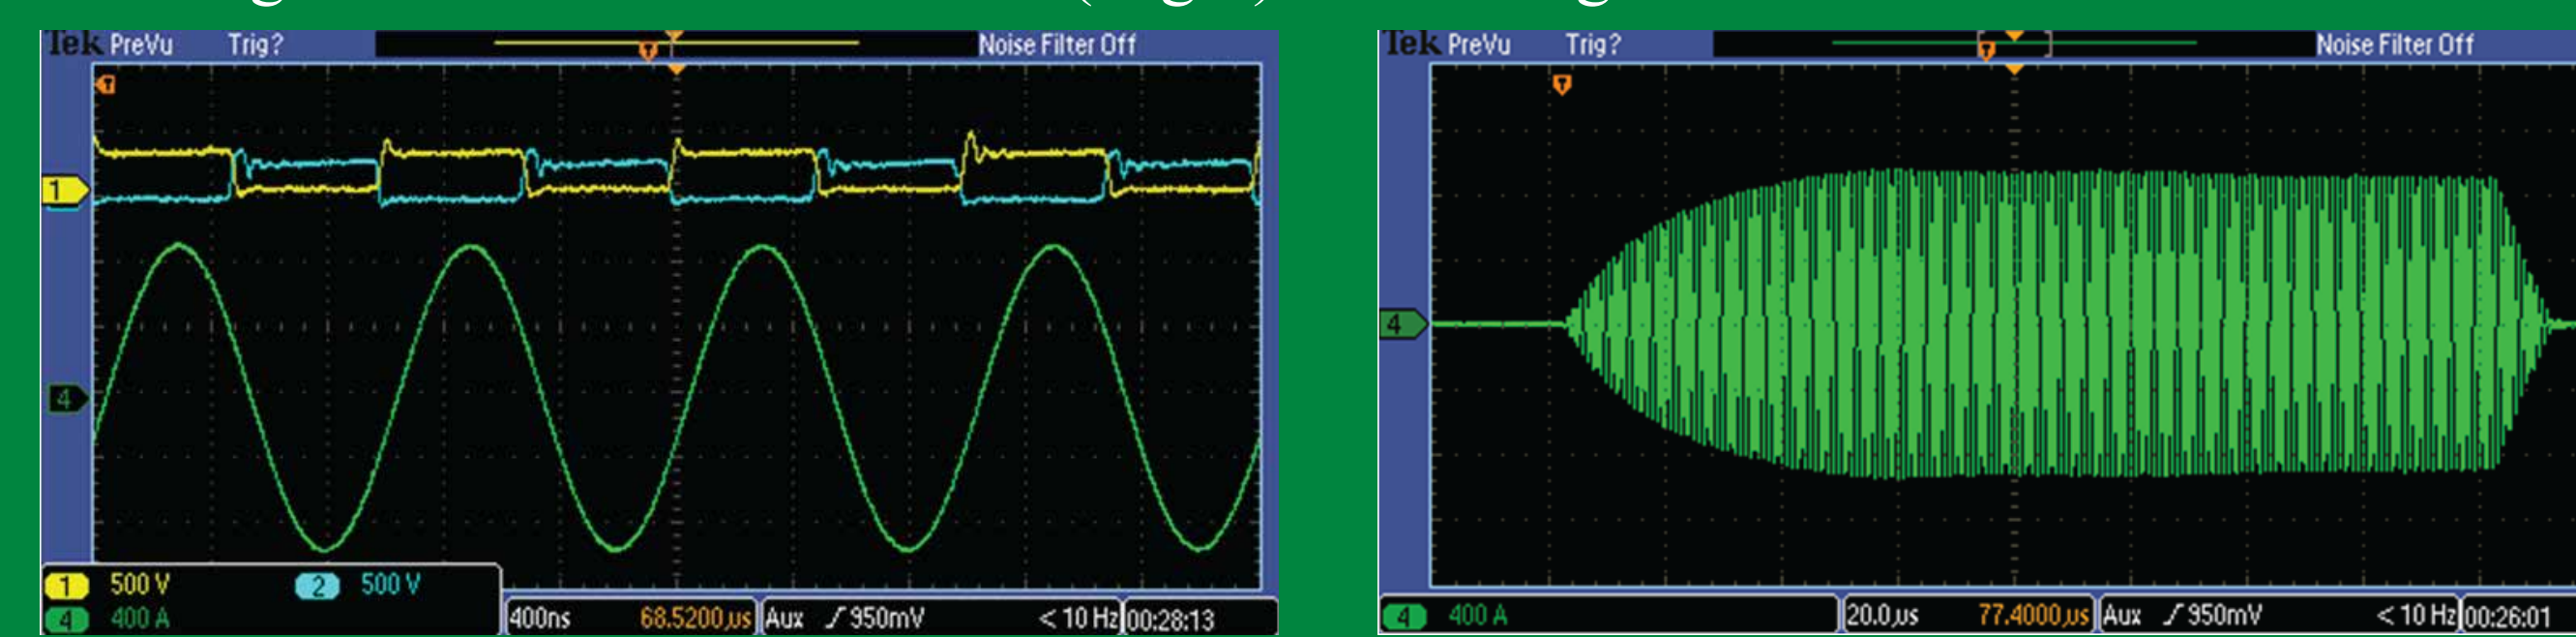 Tek PreVu Trig? Noise Filter Off
T
T
1
4
1 500 V 2 500 V
4 400 A
400ns 68.5200µs Aux 950mV < 10 Hz 00:28:13
Tek PreVu Trig? Noise Filter Off
T
T
4
4 400 A
20.0µs 77.4000µs Aux 950mV < 10 Hz 00:26:01